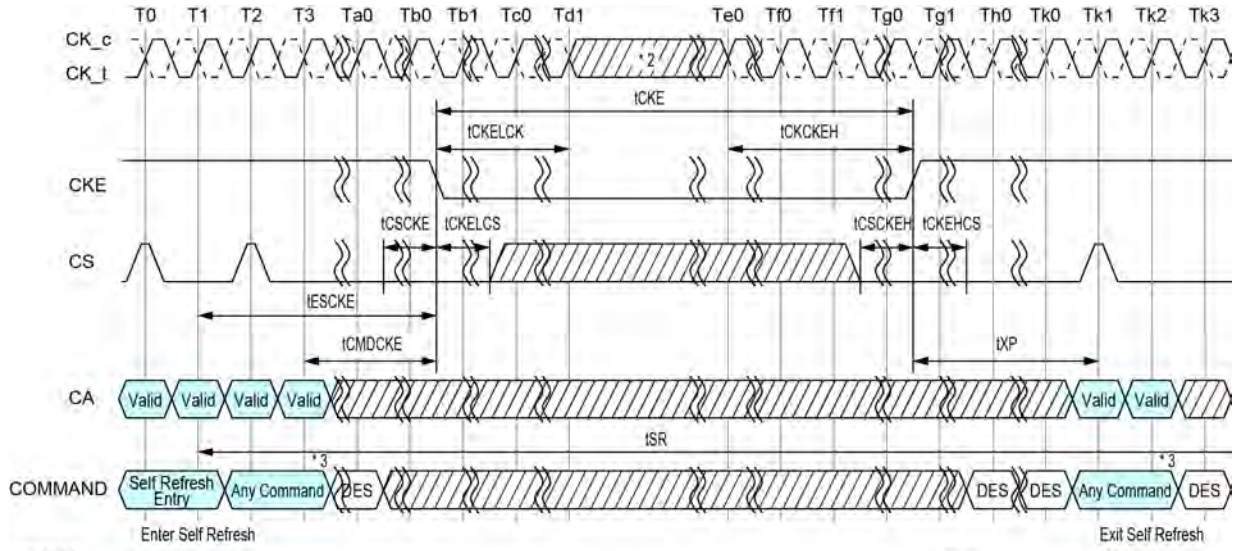 T0 T1 T2 T3 Ta0 Tb0 Tb1 Tc0 Td1 Te0 Tf0 Tf1 Tg0 Tg1 Th0 Tk0 Tk1 Tk2 Tk3
CK_c
CK_t
*2
tCKE
tCKELCK tCKCKEH
CKE
tCSCKE tCKELCS tCSCKEH tCKEHCS
CS
tESCKE
tCMDCKE tXP
CA Valid Valid Valid Valid Valid Valid
tSR
*3 *3
COMMAND Self Refresh Entry Any Command DES DES DES Any Command DES
Enter Self Refresh Exit Self Refresh